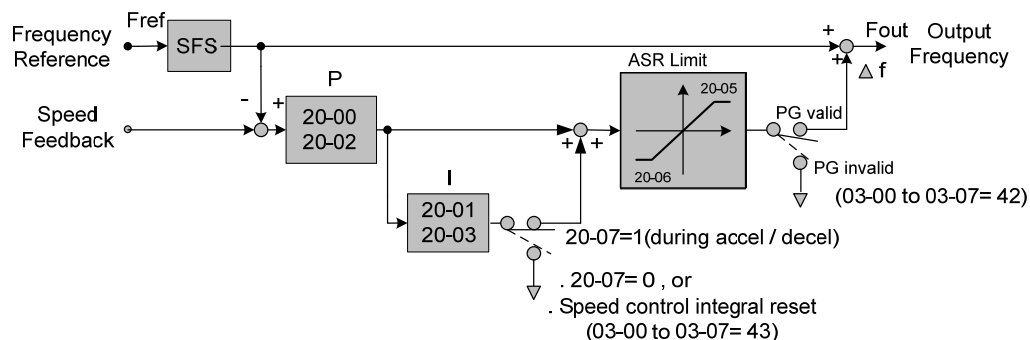 Frequency
Reference
Fref
SFS
+
+
Fout
Output
Frequency
Δ f
Speed
Feedback
-
+
P
20-00
20-02
I
20-01
20-03
+
+
ASR Limit
20-05
20-06
PG valid
PG invalid
(03-00 to 03-07= 42)
20-07=1(during accel / decel)
. 20-07= 0 , or
. Speed control integral reset
(03-00 to 03-07= 43)